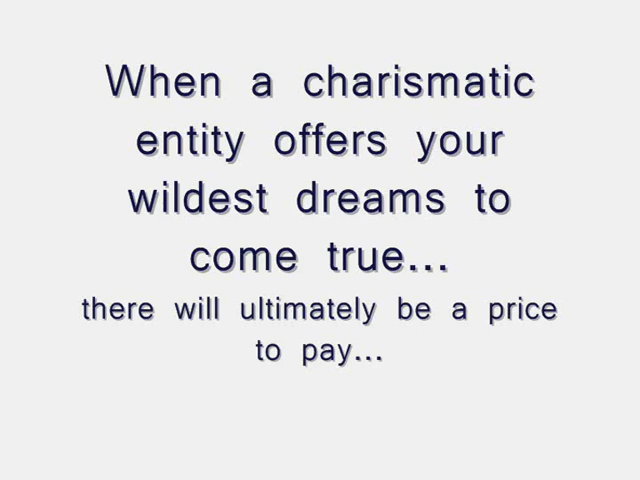 When a charismatic
entity offers your
wildest dreams to
come true...
there will ultimately be a price
to pay...